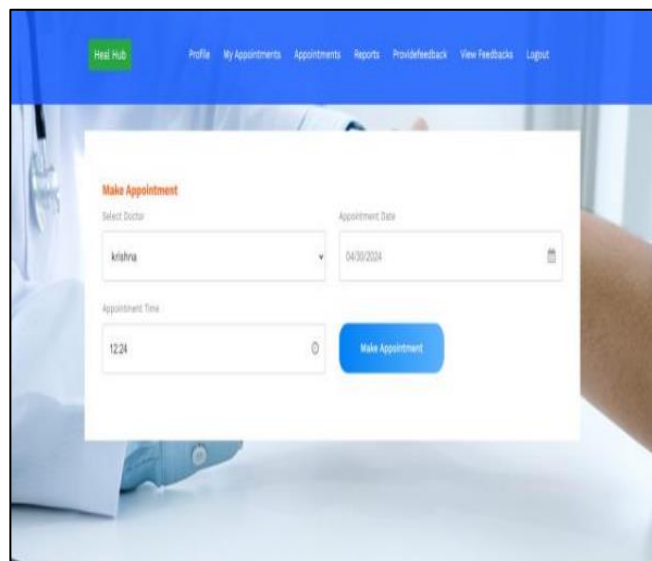 Heal Hub Profile My Appointments Appointments Reports Providefeedback View Feedbacks Logout
Make Appointment
Select Doctor Appointment Date
krishna 04/30/2024
Appointment Time
12:24 Make Appointment